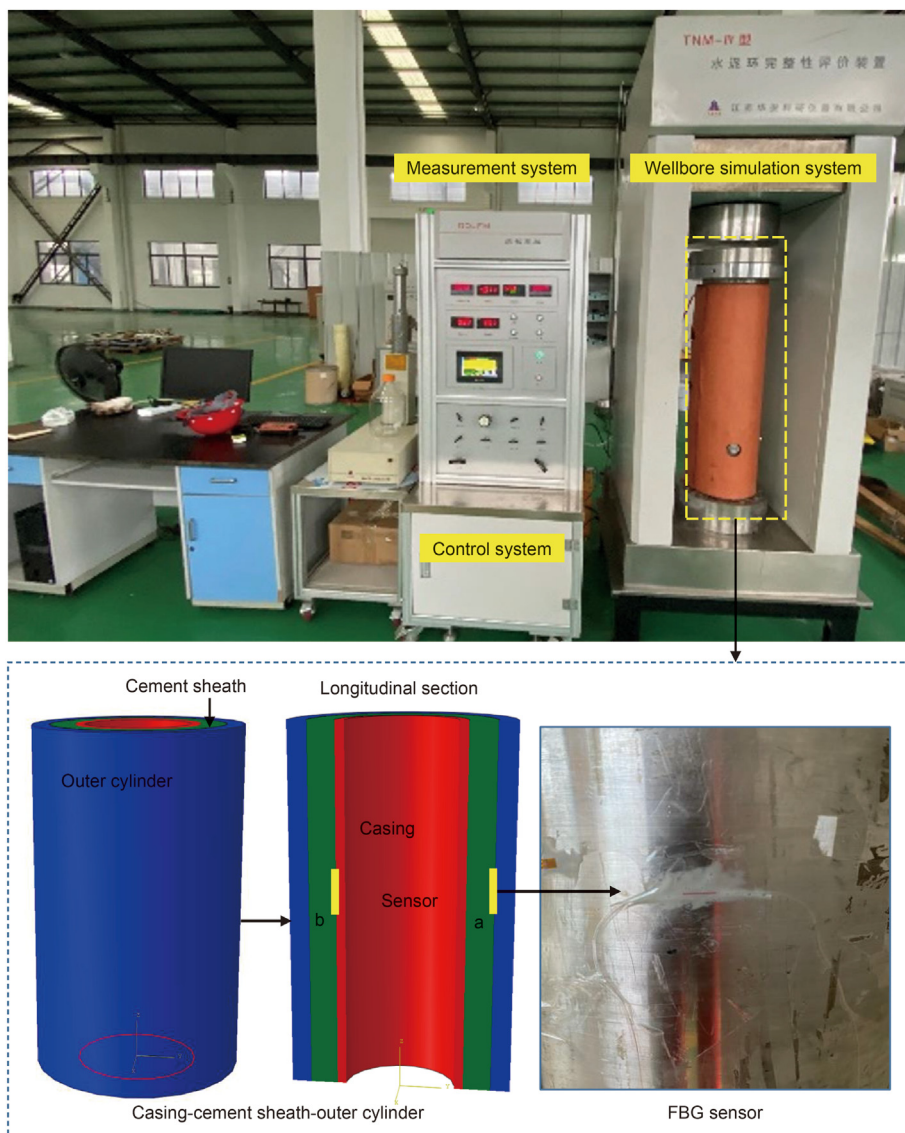 TNM-IV型
水泥环完整性评价装置
Measurement system
Wellbore simulation system
Control system
Cement sheath
Longitudinal section
Outer cylinder
Casing
Sensor
b
a
Casing-cement sheath-outer cylinder
FBG sensor